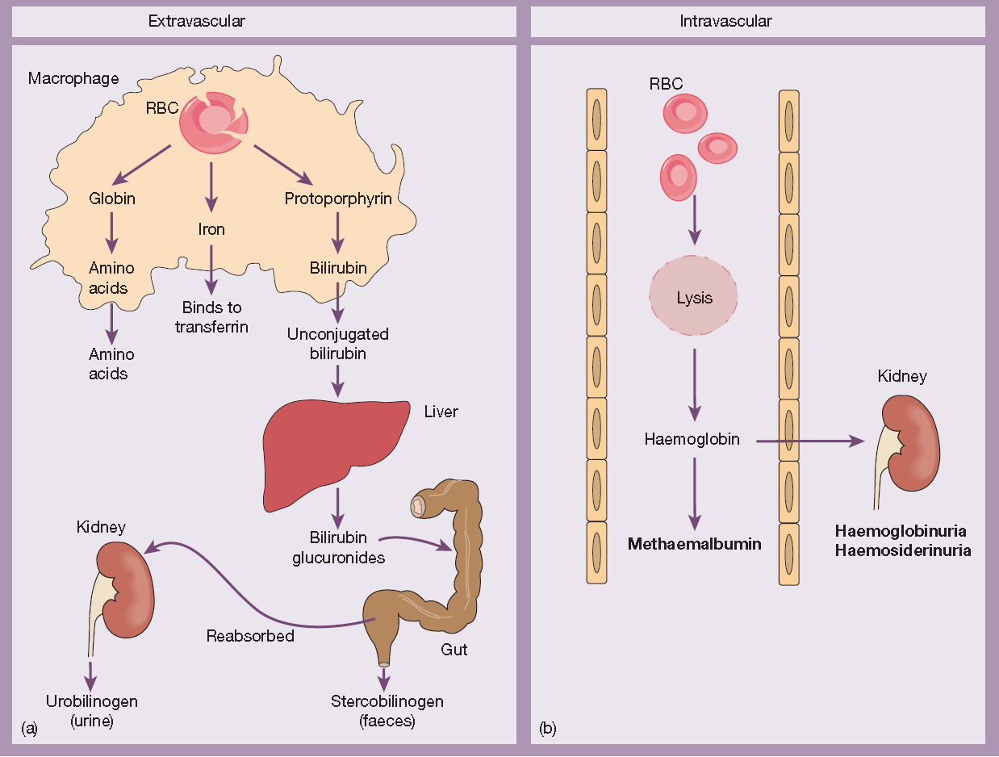 Extravascular
Macrophage
RBC
Globin
Iron
Protoporphyrin
Amino
acids
Bilirubin
Binds to
transferrin
Amino
acids
Unconjugated
bilirubin
Liver
Bilirubin
glucuronides
Kidney
Reabsorbed
Gut
Urobilinogen
(urine)
Stercobilinogen
(faeces)
(a)
Intravascular
RBC
Lysis
Haemoglobin
Kidney
Methaemalbumin
Haemoglobinuria
Haemosiderinuria
(b)